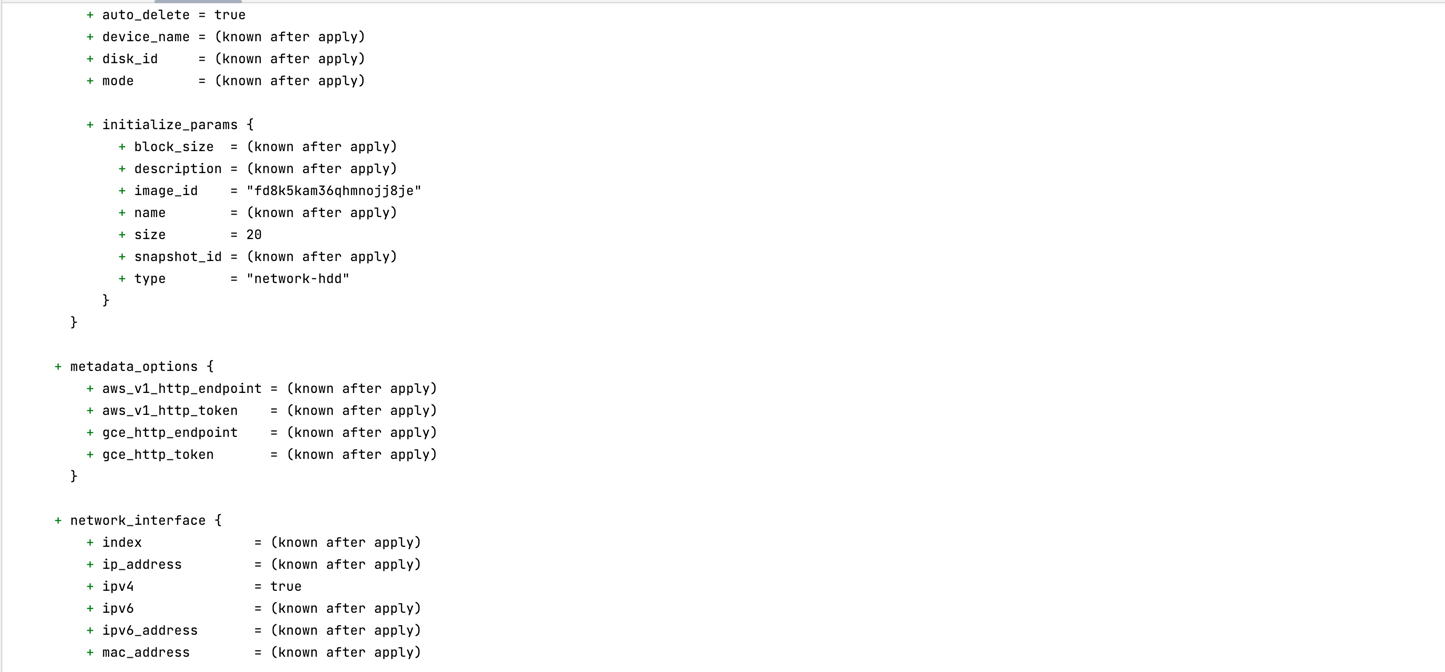 + auto_delete = true
+ device_name = (known after apply)
+ disk_id     = (known after apply)
+ mode        = (known after apply)
+ initialize_params {
+ block_size  = (known after apply)
+ description = (known after apply)
+ image_id    = "fd8k5kam36qhmnojj8je"
+ name        = (known after apply)
+ size        = 20
+ snapshot_id = (known after apply)
+ type        = "network-hdd"
}
}
+ metadata_options {
+ aws_v1_http_endpoint = (known after apply)
+ aws_v1_http_token    = (known after apply)
+ gce_http_endpoint    = (known after apply)
+ gce_http_token       = (known after apply)
}
+ network_interface {
+ index              = (known after apply)
+ ip_address         = (known after apply)
+ ipv4               = true
+ ipv6               = (known after apply)
+ ipv6_address       = (known after apply)
+ mac_address        = (known after apply)